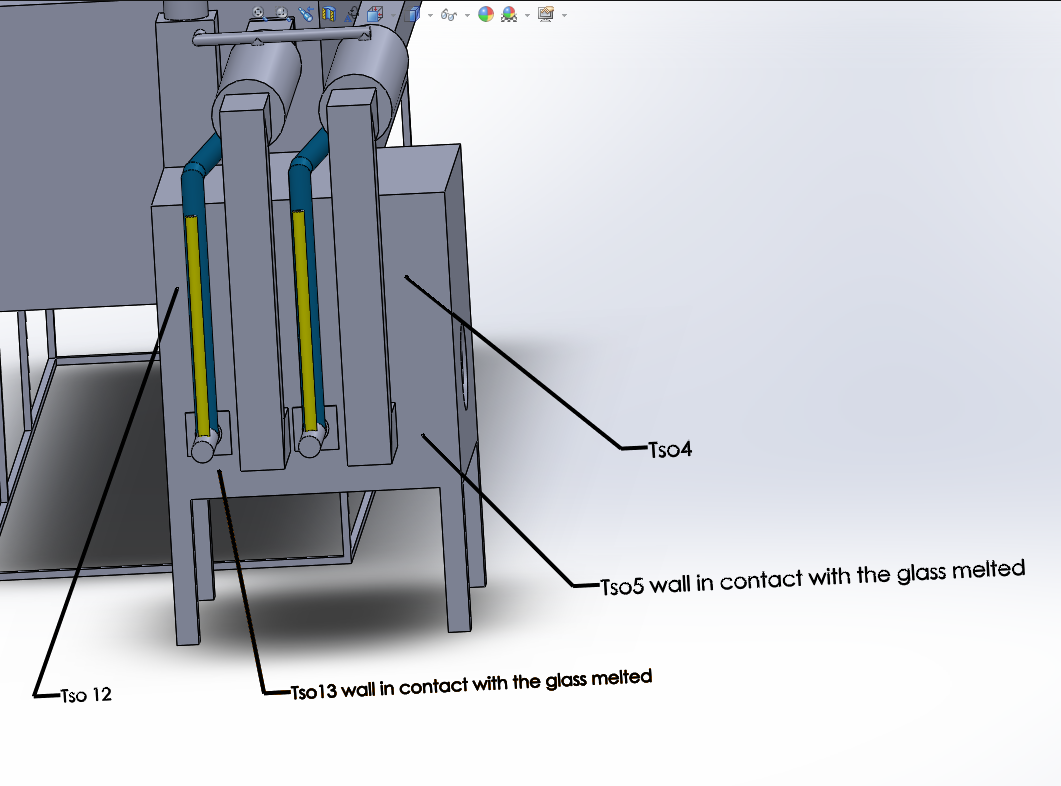 Tso4
Tso5 wall in contact with the glass melted
Tso13 wall in contact with the glass melted
Tso 12